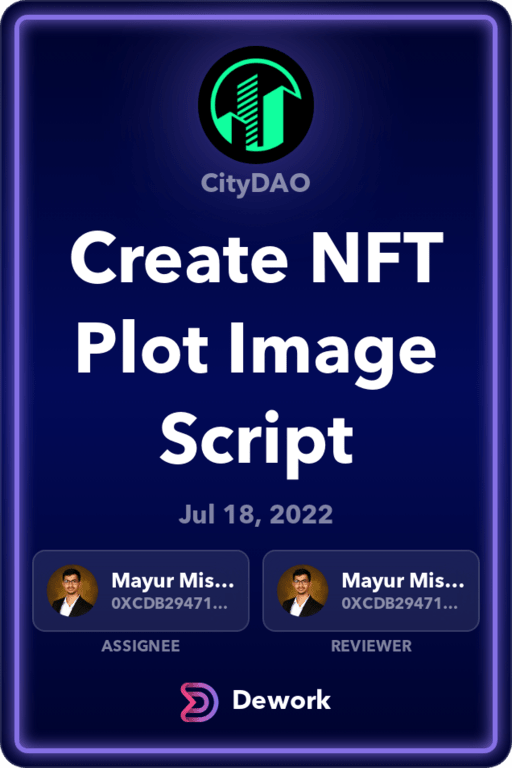 CityDAO
Create NFT
Plot Image
Script
Jul 18, 2022
Mayur Mis... Mayur Mis...
0XCDB29471... 0XCDB29471...
ASSIGNEE REVIEWER
Dework